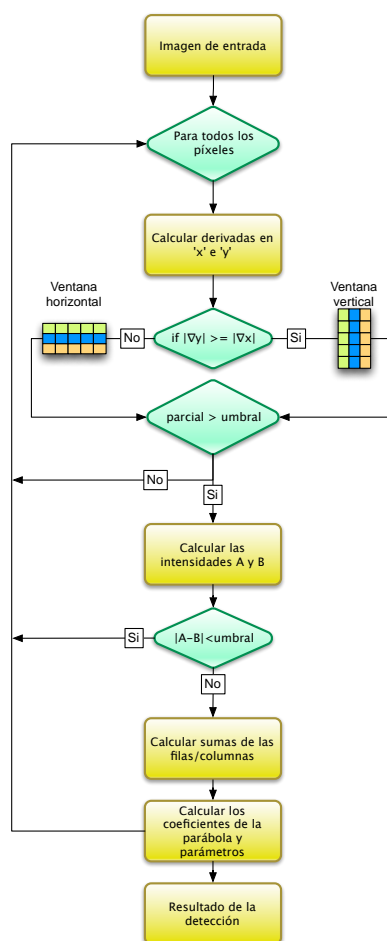 Imagen de entrada
Para todos los
píxeles
Calcular derivadas en
'x' e 'y'
Ventana
horizontal
Ventana
vertical
No
if |∇y| >= |∇x|
Si
parcial > umbral
No
Si
Calcular las
intensidades A y B
Si
|A-B|<umbral
No
Calcular sumas de las
filas/columnas
Calcular los
coeficientes de la
parábola y
parámetros
Resultado de la
detección